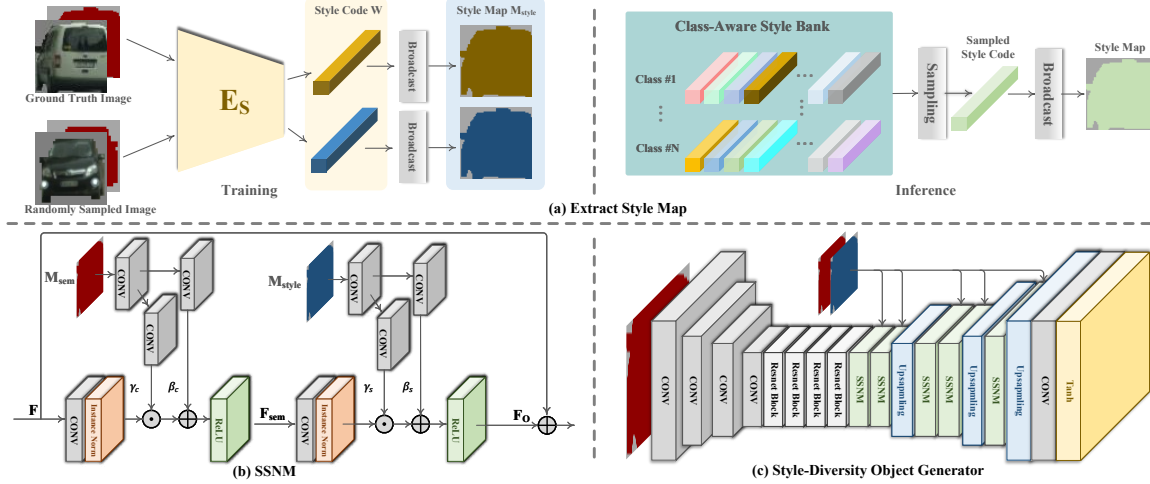 Style Code W
Style Map Mstyle
Ground Truth Image
ES
Broadcast
Broadcast
Randomly Sampled Image
Training
Class-Aware Style Bank
Class #1
...
Class #N
...
Sampling
Sampled
Style Code
Broadcast
Style Map
Inference
(a) Extract Style Map
Msem
CONV
CONV
CONV
γc
βc
F
CONV
Instance Norm
ReLU
Fsem
Mstyle
CONV
CONV
CONV
γs
βs
CONV
Instance Norm
ReLU
FO
(b) SSNM
CONV
CONV
CONV
CONV
Resnet Block
Resnet Block
Resnet Block
Resnet Block
SSNM
SSNM
Upsapmling
SSNM
SSNM
Upsapmling
SSNM
Upsapmling
CONV
Tanh
(c) Style-Diversity Object Generator